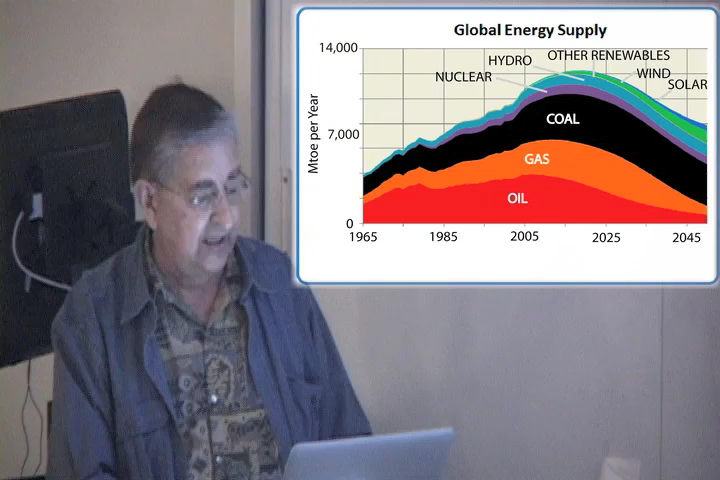 Global Energy Supply
14,000
7,000
0
Mtoe per Year
HYDRO
OTHER RENEWABLES
NUCLEAR
WIND
SOLAR
COAL
GAS
OIL
1965
1985
2005
2025
2045